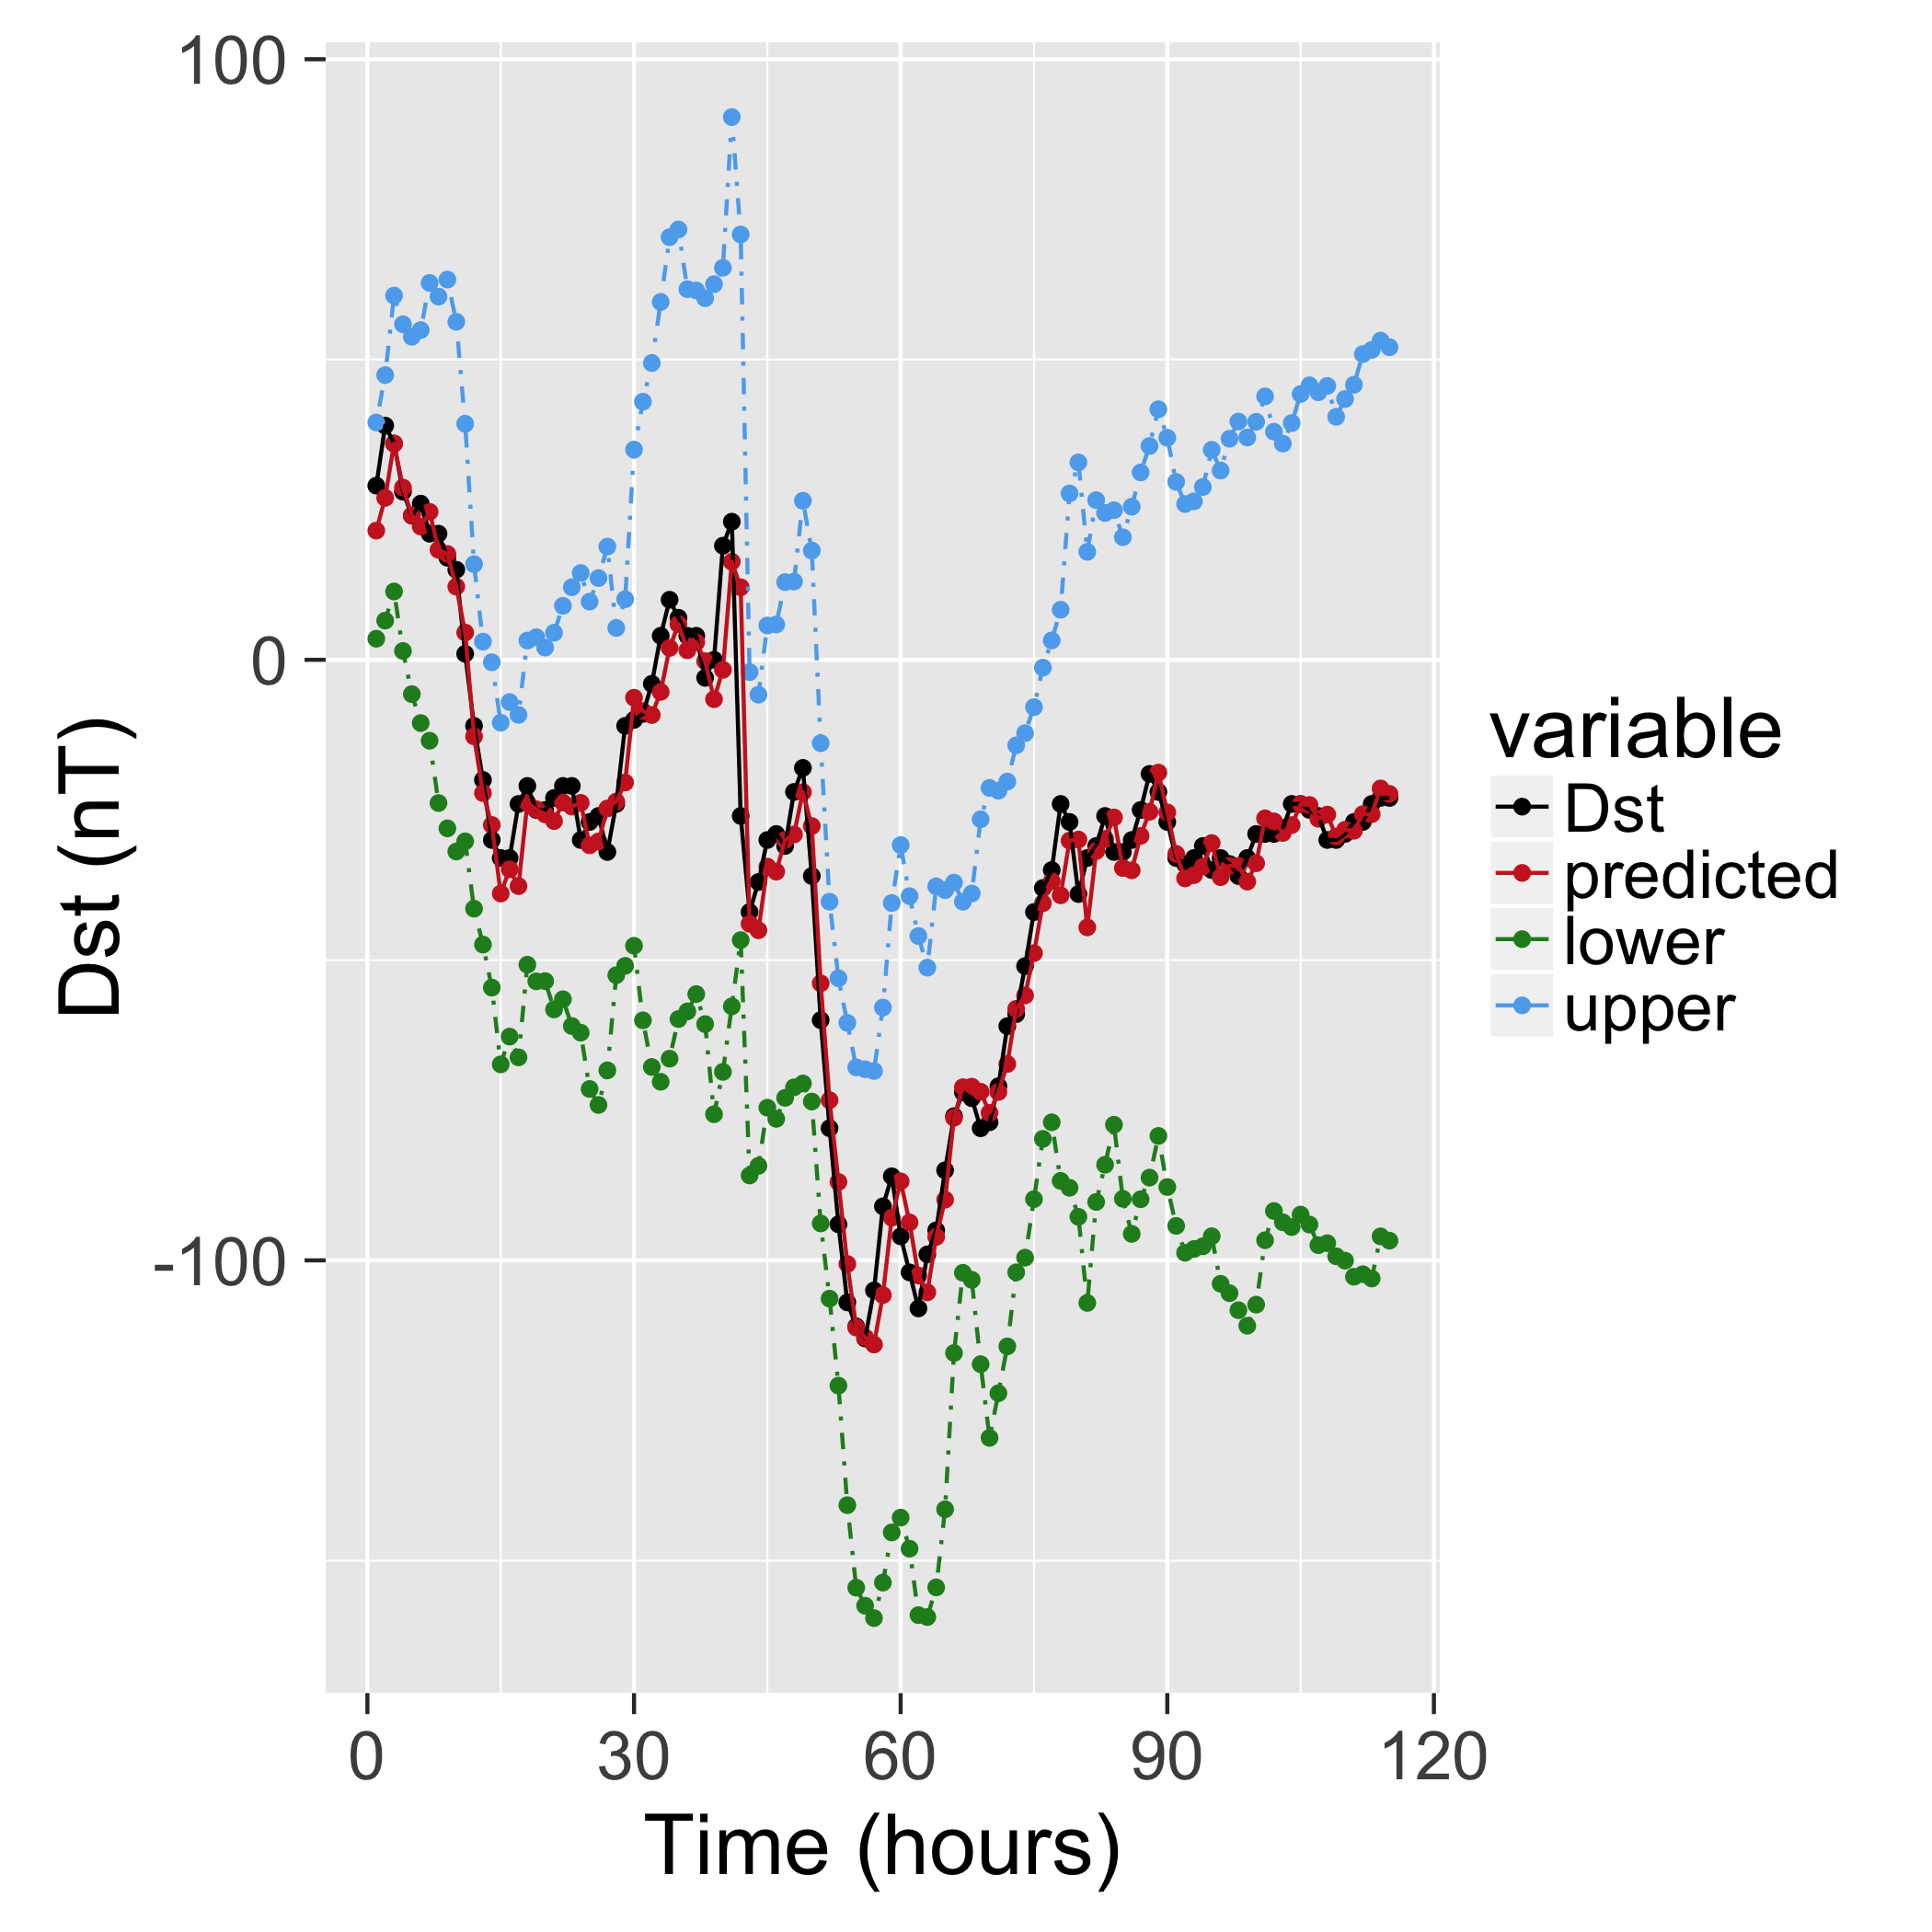 100
0
-100
Dst (nT)
0 30 60 90 120
Time (hours)
variable
Dst
predicted
lower
upper